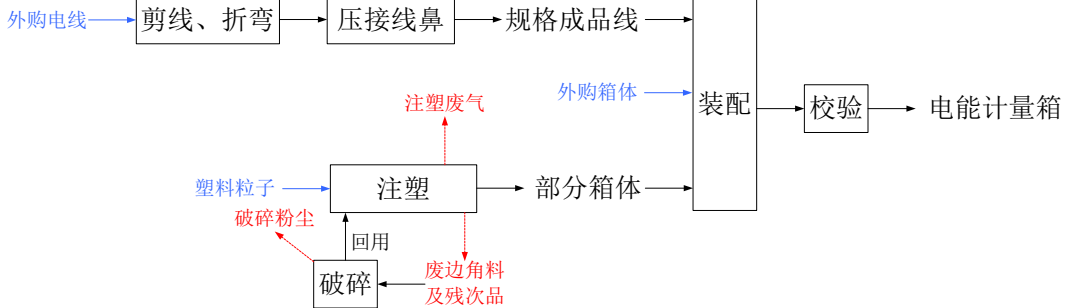 外购电线
剪线、折弯
压接线鼻
规格成品线
注塑废气
外购箱体
装配
校验
电能计量箱
塑料粒子
注塑
部分箱体
破碎粉尘
回用
破碎
废边角料
及残次品